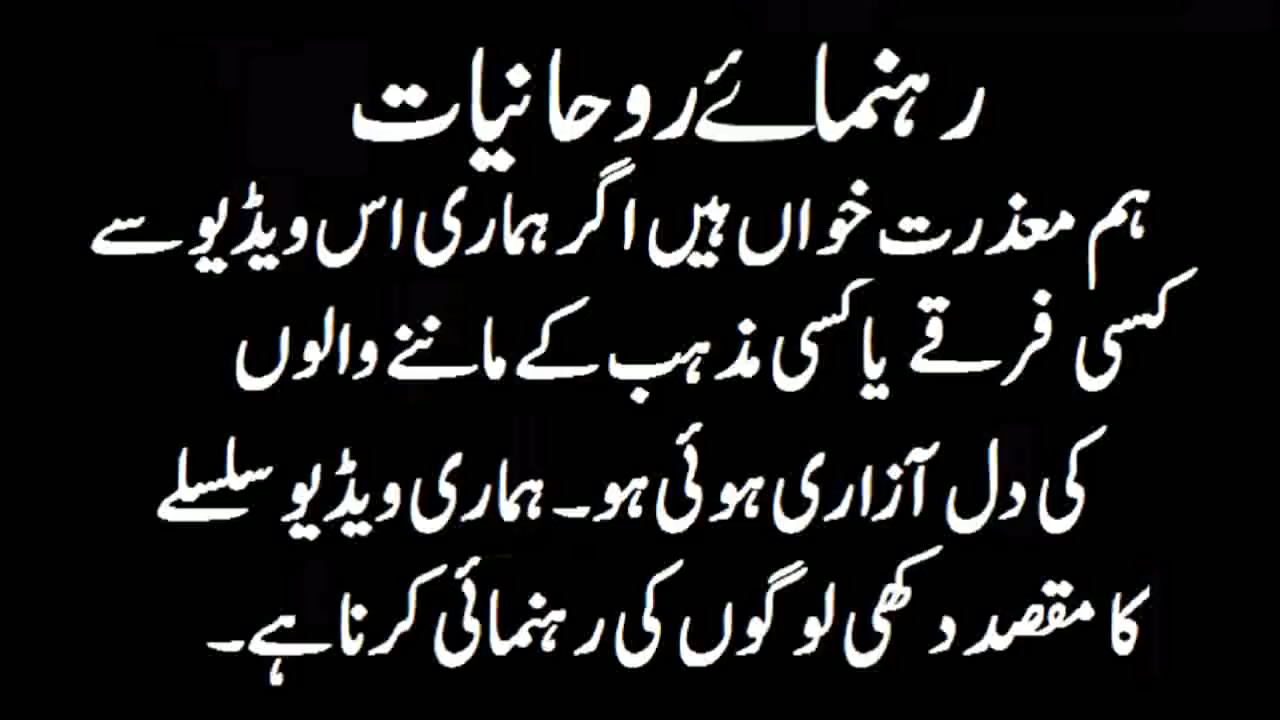 رہنمائے روحانیات
ہم معذرت خواں ہیں اگر ہماری اس ویڈیو سے
کسی فرقے یا کسی مذہب کے ماننے والوں
کی دل آزاری ہوئی ہو۔ ہماری ویڈیو سلسلے
کا مقصد دکھی لوگوں کی رہنمائی کرنا ہے۔